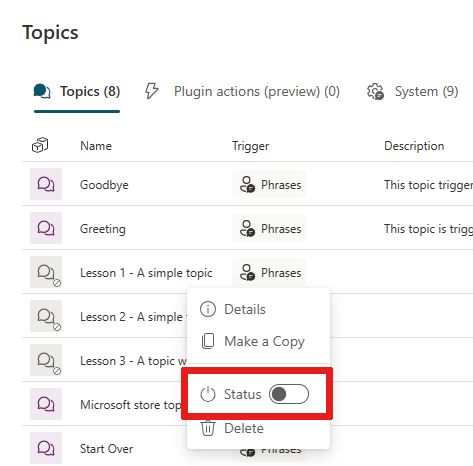 Topics
Topics (8) Plugin actions (preview) (0) System (9)
Name Trigger Description
Goodbye Phrases This topic trigger
Greeting Phrases This topic is trigg
Lesson 1 - A simple topic Phrases
Lesson 2 - A simple
Details
Make a Copy
Lesson 3 - A topic w
Status
Microsoft store top
Delete
Start Over Phrases